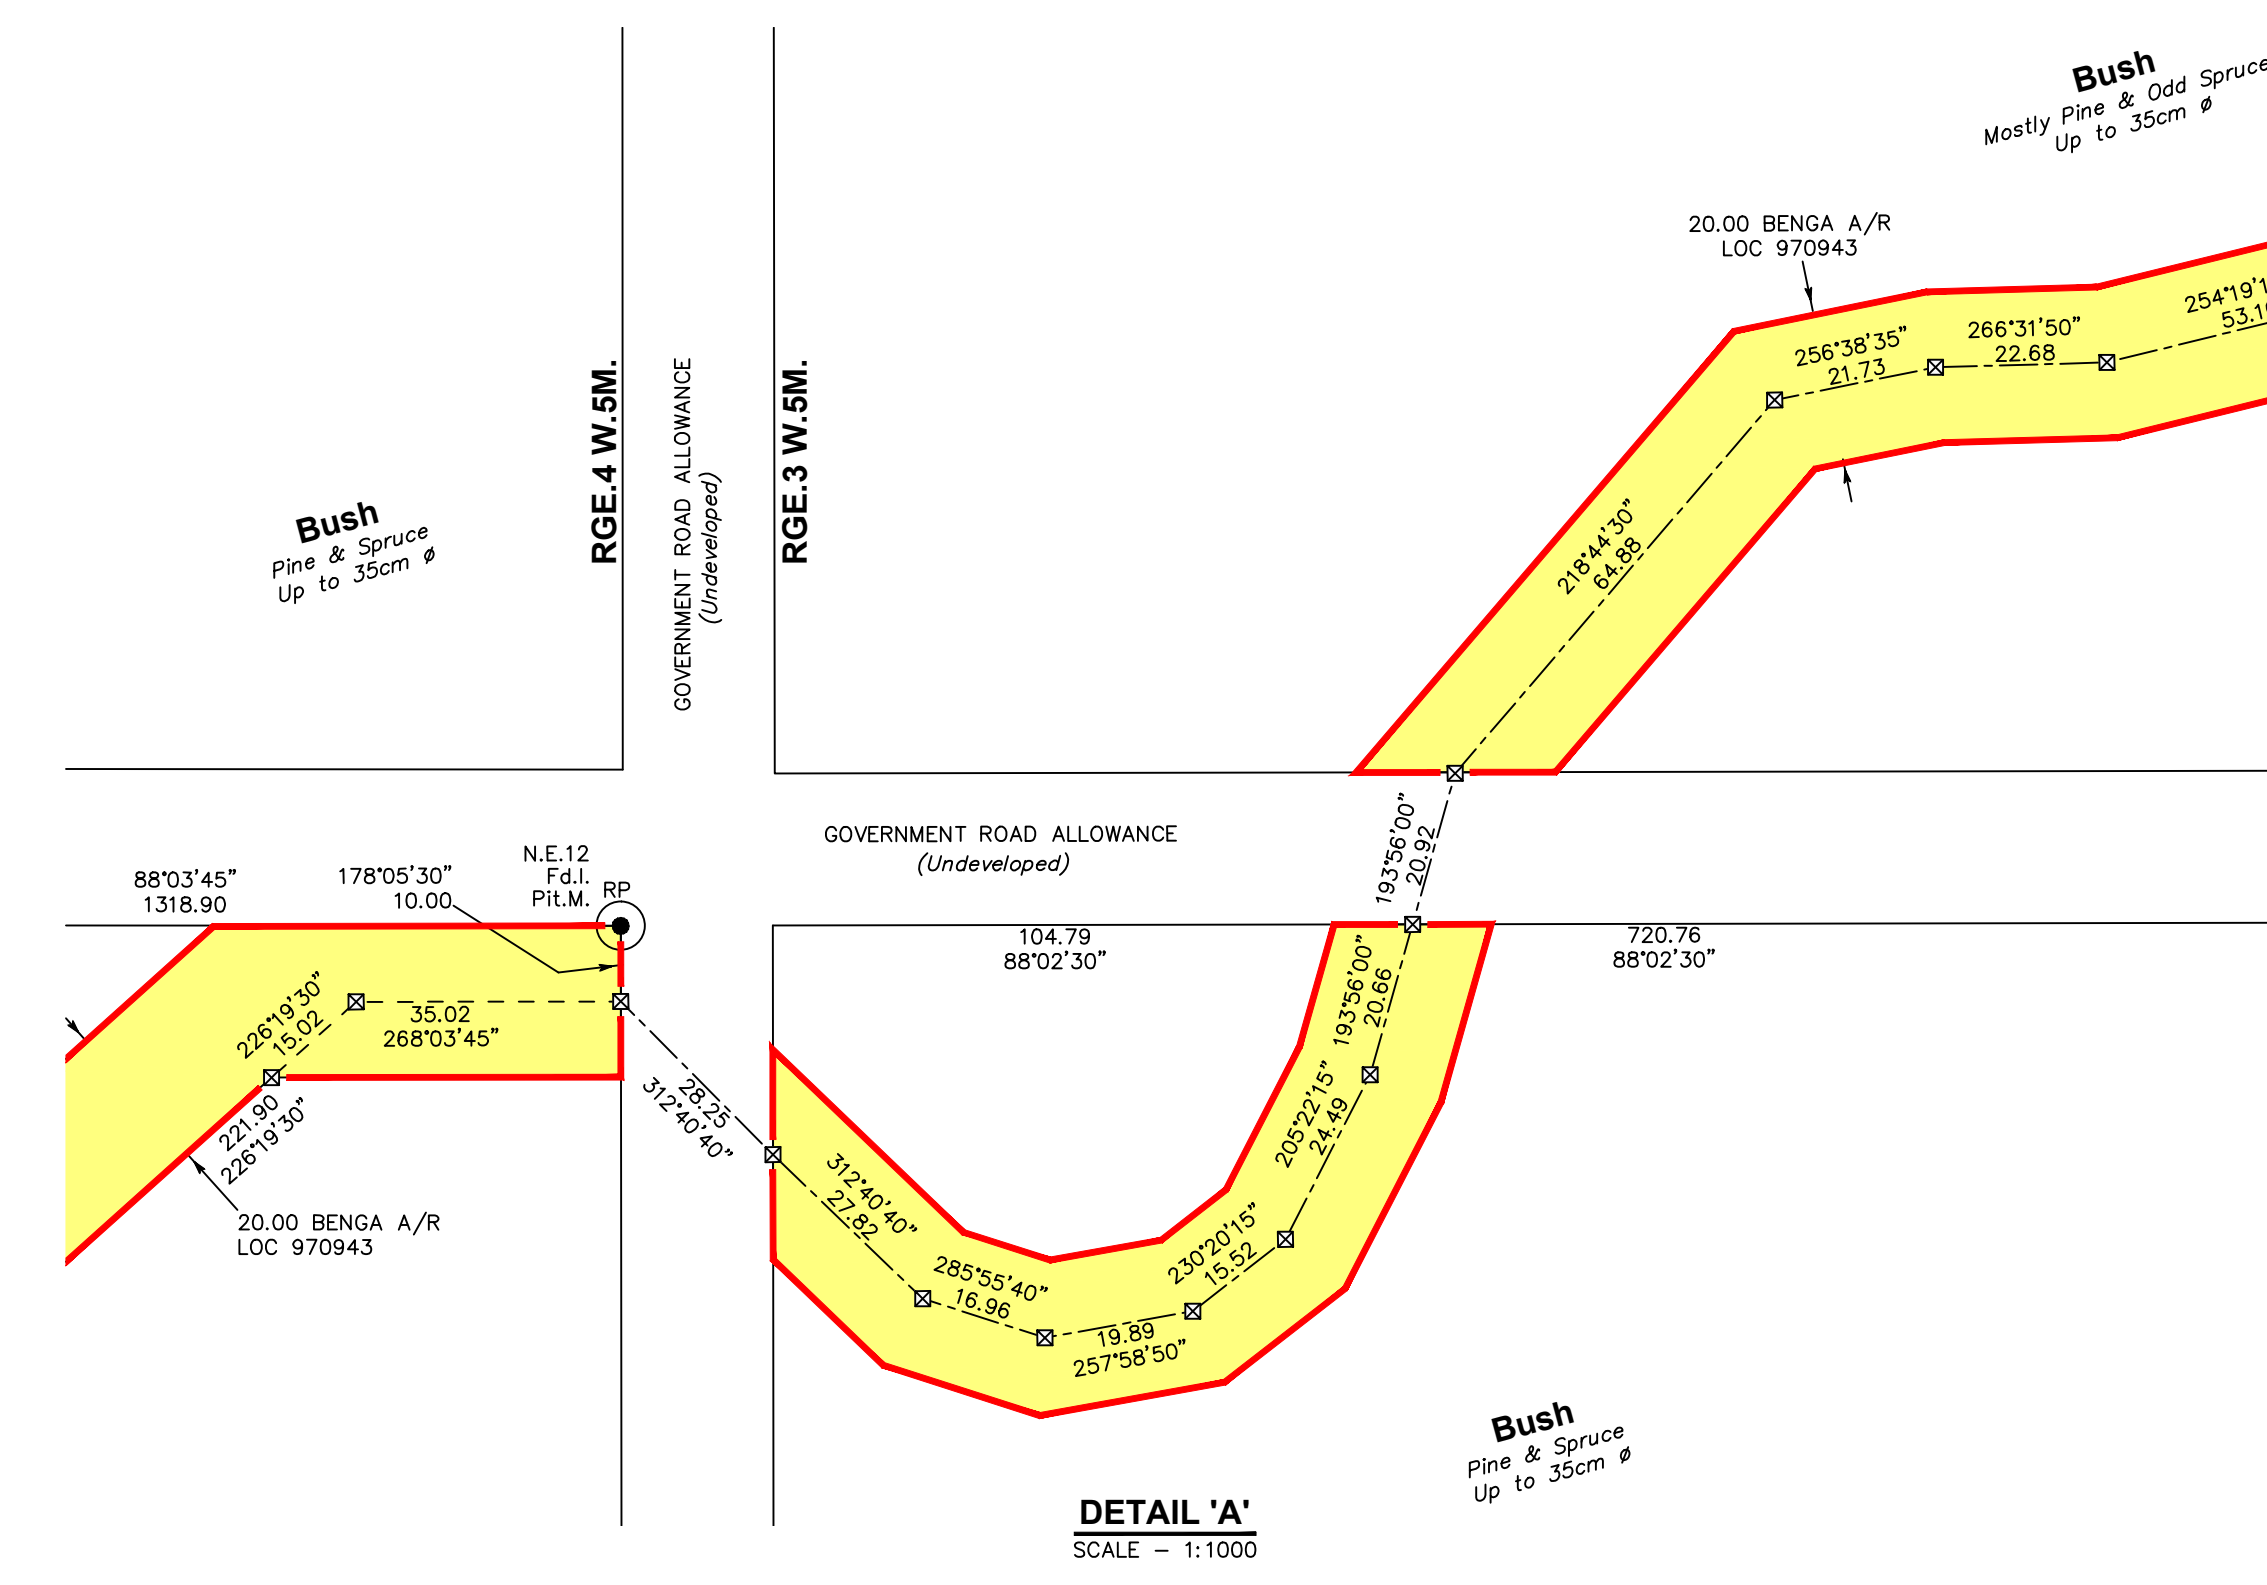 Bush
Mostly Pine & Odd Spruce
Up to 35cm ø
20.00 BENGA A/R
LOC 970943
254°19'1
53.1
256°38'35"
21.73
266°31'50"
22.68
RGE.4 W.5M.
GOVERNMENT ROAD ALLOWANCE
(Undeveloped)
RGE.3 W.5M.
Bush
Pine & Spruce
Up to 35cm ø
218°44'30"
64.88
GOVERNMENT ROAD ALLOWANCE
(Undeveloped)
193°56'00"
20.92
N.E.12
Fd.I.
Pit.M.
RP
88°03'45"
1318.90
178°05'30"
10.00
104.79
88°02'30"
720.76
88°02'30"
226°19'30"
15.02
35.02
268°03'45"
193°56'00"
20.66
28.25
312°40'40"
205°22'15"
24.49
221.90
226°19'30"
312°40'40"
27.82
230°20'15"
15.52
20.00 BENGA A/R
LOC 970943
285°55'40"
16.96
19.89
257°58'50"
Bush
Pine & Spruce
Up to 35cm ø
DETAIL 'A'
SCALE - 1:1000